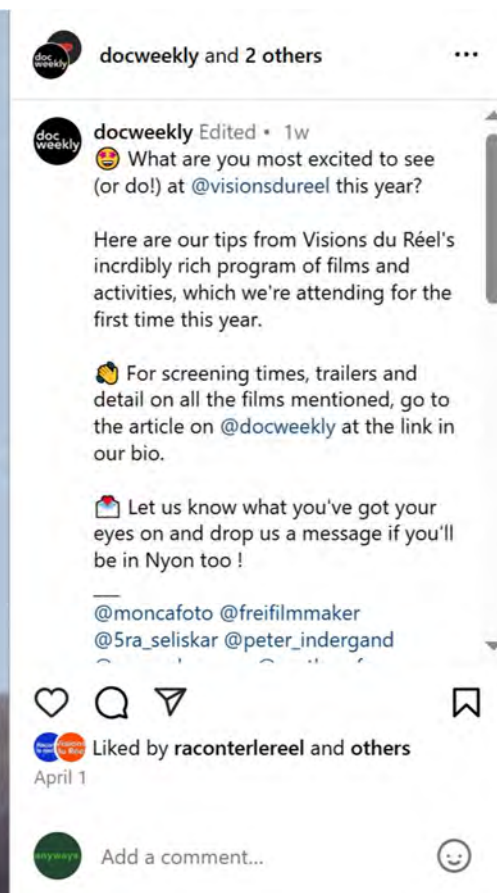 docweekly and 2 others
docweekly Edited • 1w
🤩 What are you most excited to see
(or do!) at @visionsdureel this year?
Here are our tips from Visions du Réel's
incrdibly rich program of films and
activities, which we're attending for the
first time this year.
👏 For screening times, trailers and
detail on all the films mentioned, go to
the article on @docweekly at the link in
our bio.
💌 Let us know what you've got your
eyes on and drop us a message if you'll
be in Nyon too !
__
@moncafoto @freifilmmaker
@5ra_seliskar @peter_indergand
Liked by raconterlereel and others
April 1
anyways
Add a comment...